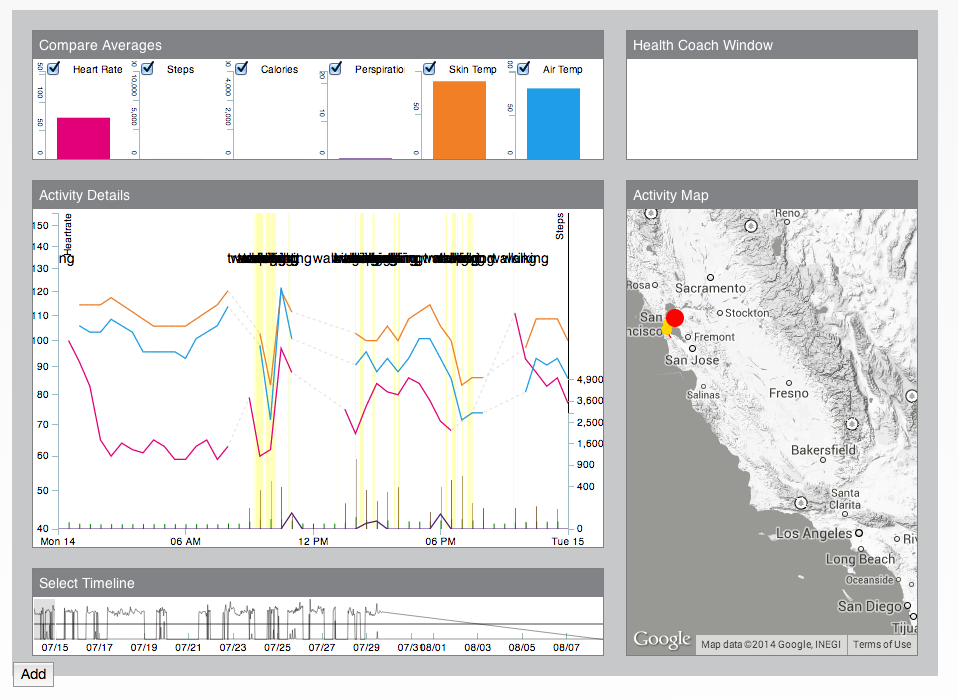 Compare Averages
Heart Rate
Steps
Calories
Perspiratio
Skin Temp
Air Temp
100
50
0
10,000
5,000
0
4,000
2,000
0
20
10
0
50
0
50
0
Health Coach Window
Activity Details
Heartrate
Steps
ng
walking
150
140
130
120
110
100
90
80
70
60
50
40
4,900
3,600
2,500
1,600
900
400
0
Mon 14
06 AM
12 PM
06 PM
Tue 15
Activity Map
Reno
Rosa
Sacramento
Stockton
San
ncisco
Fremont
San Jose
Salinas
Fresno
Bakersfield
Santa
Clarita
Los Angeles
Riv
Long Beach
Oceanside
San Diego
Tijua
Google
Map data ©2014 Google, INEGI
Terms of Use
Select Timeline
07/15
07/17
07/19
07/21
07/23
07/25
07/27
07/29
07/31
08/01
08/03
08/05
08/07
Add